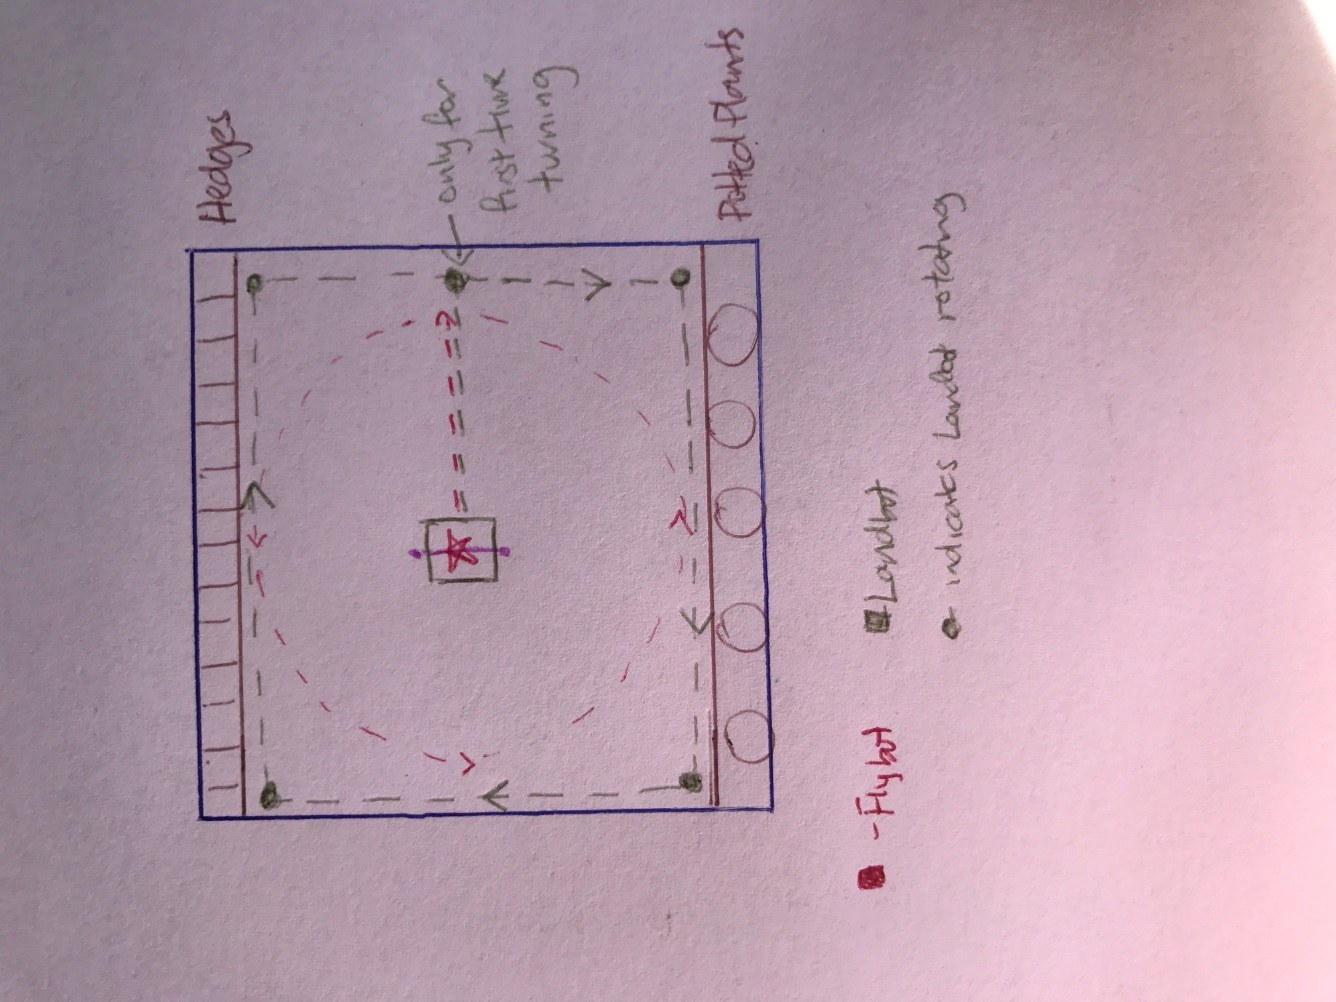 Hedges
only for
first time
turning
Potted Plants
-Flybot
Landbot
indicates Landbot rotating